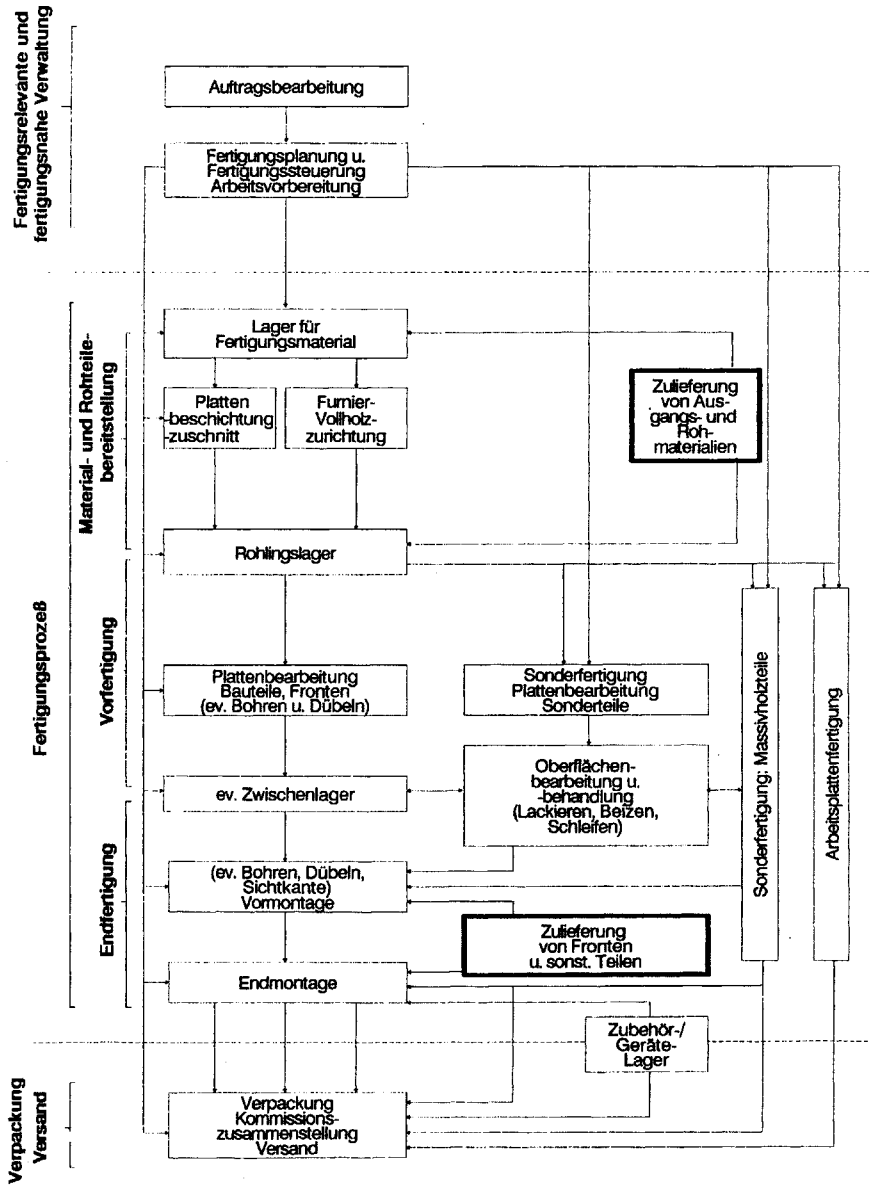 Fertigungsrelevante und
fertigungsnahe Verwaltung
Auftragsbearbeitung
Fertigungsplanung u.
Fertigungssteuerung
Arbeitsvorbereitung
Fertigungsprozeß
Material- und Rohteile-
bereitstellung
Lager für
Fertigungsmaterial
Platten
-beschichtung
-zuschnitt
Furnier-
Vollholz-
zurichtung
Zulieferung
von Aus-
gangs- und
Roh-
materialien
Rohlingslager
Vorfertigung
Plattenbearbeitung
Bauteile, Fronten
(ev. Bohren u. Dübeln)
Sonderfertigung
Plattenbearbeitung
Sonderteile
Sonderfertigung: Massivholzteile
Arbeitsplattenfertigung
ev. Zwischenlager
Oberflächen-
bearbeitung u.
-behandlung
(Lackieren, Beizen,
Schleifen)
Endfertigung
(ev. Bohren, Dübeln,
Sichtkante)
Vormontage
Zulieferung
von Fronten
u. sonst. Teilen
Endmontage
Zubehör-/
Geräte-
Lager
Verpackung
Versand
Verpackung
Kommissions-
zusammenstellung
Versand